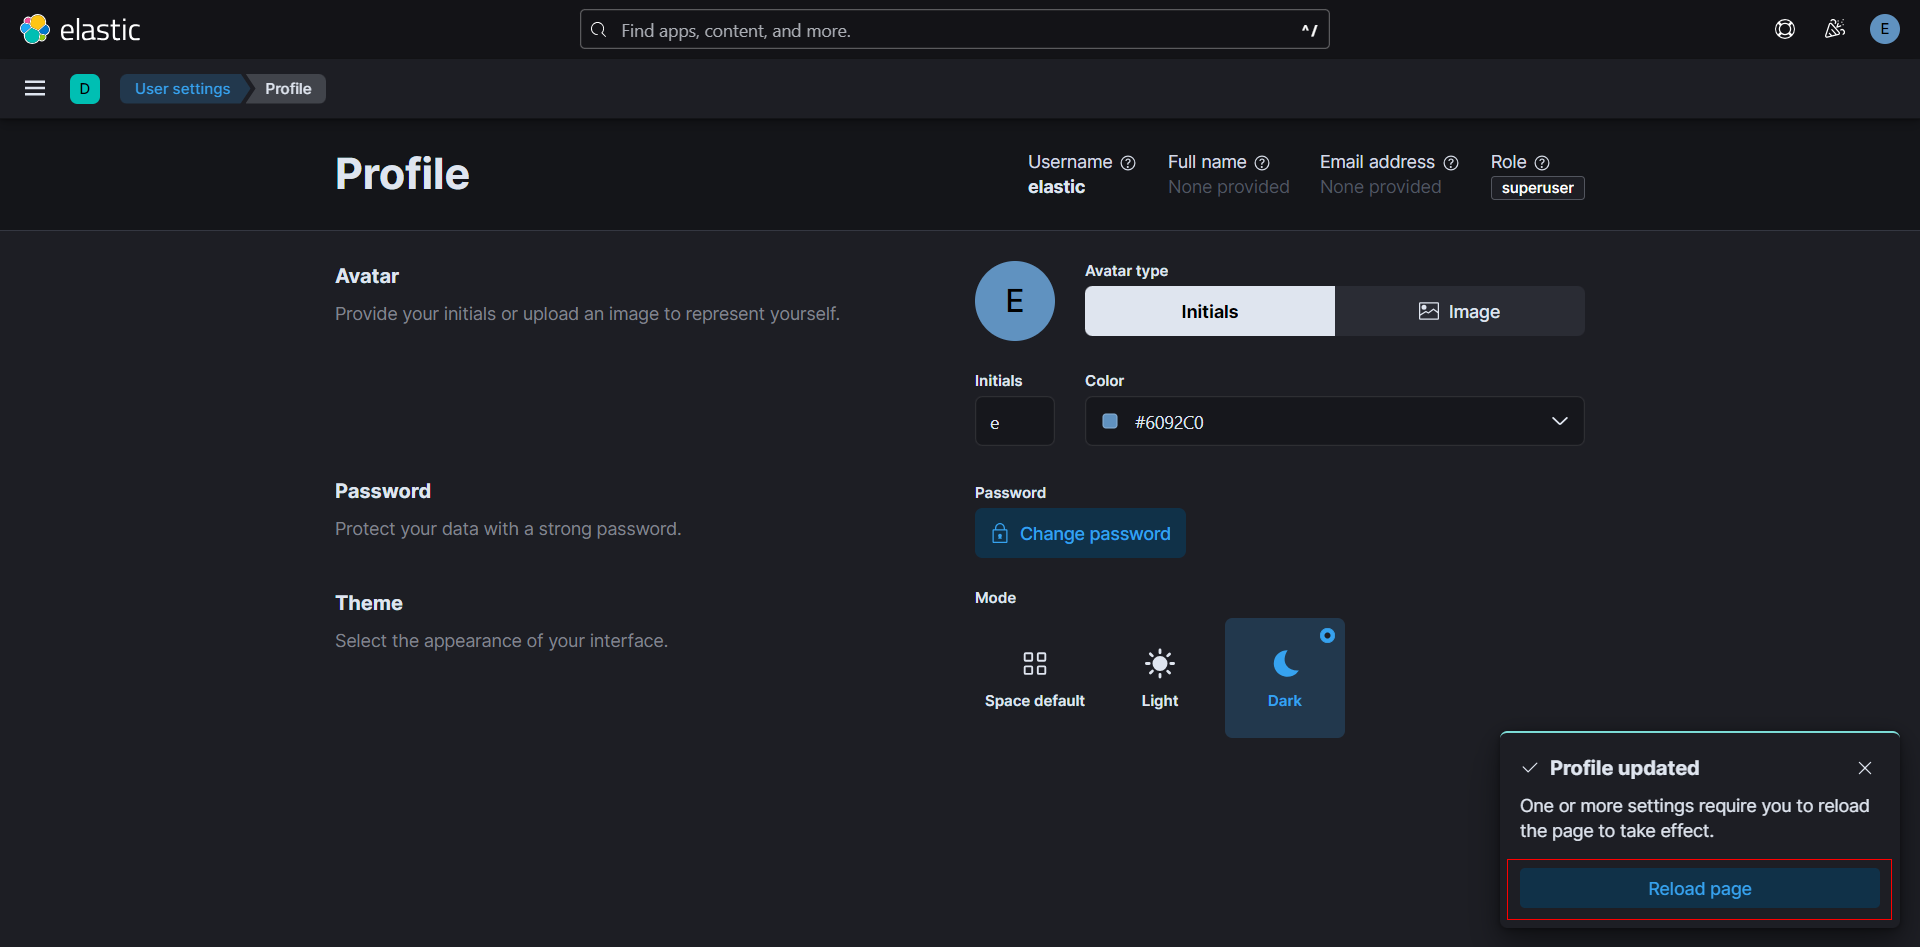 elastic
Find apps, content, and more.
^/
E
D
User settings
Profile
Profile
Username
elastic
Full name
None provided
Email address
None provided
Role
superuser
Avatar
Provide your initials or upload an image to represent yourself.
E
Avatar type
Initials
Image
Initials
e
Color
#6092C0
Password
Protect your data with a strong password.
Password
Change password
Theme
Select the appearance of your interface.
Mode
Space default
Light
Dark
Profile updated
One or more settings require you to reload
the page to take effect.
Reload page